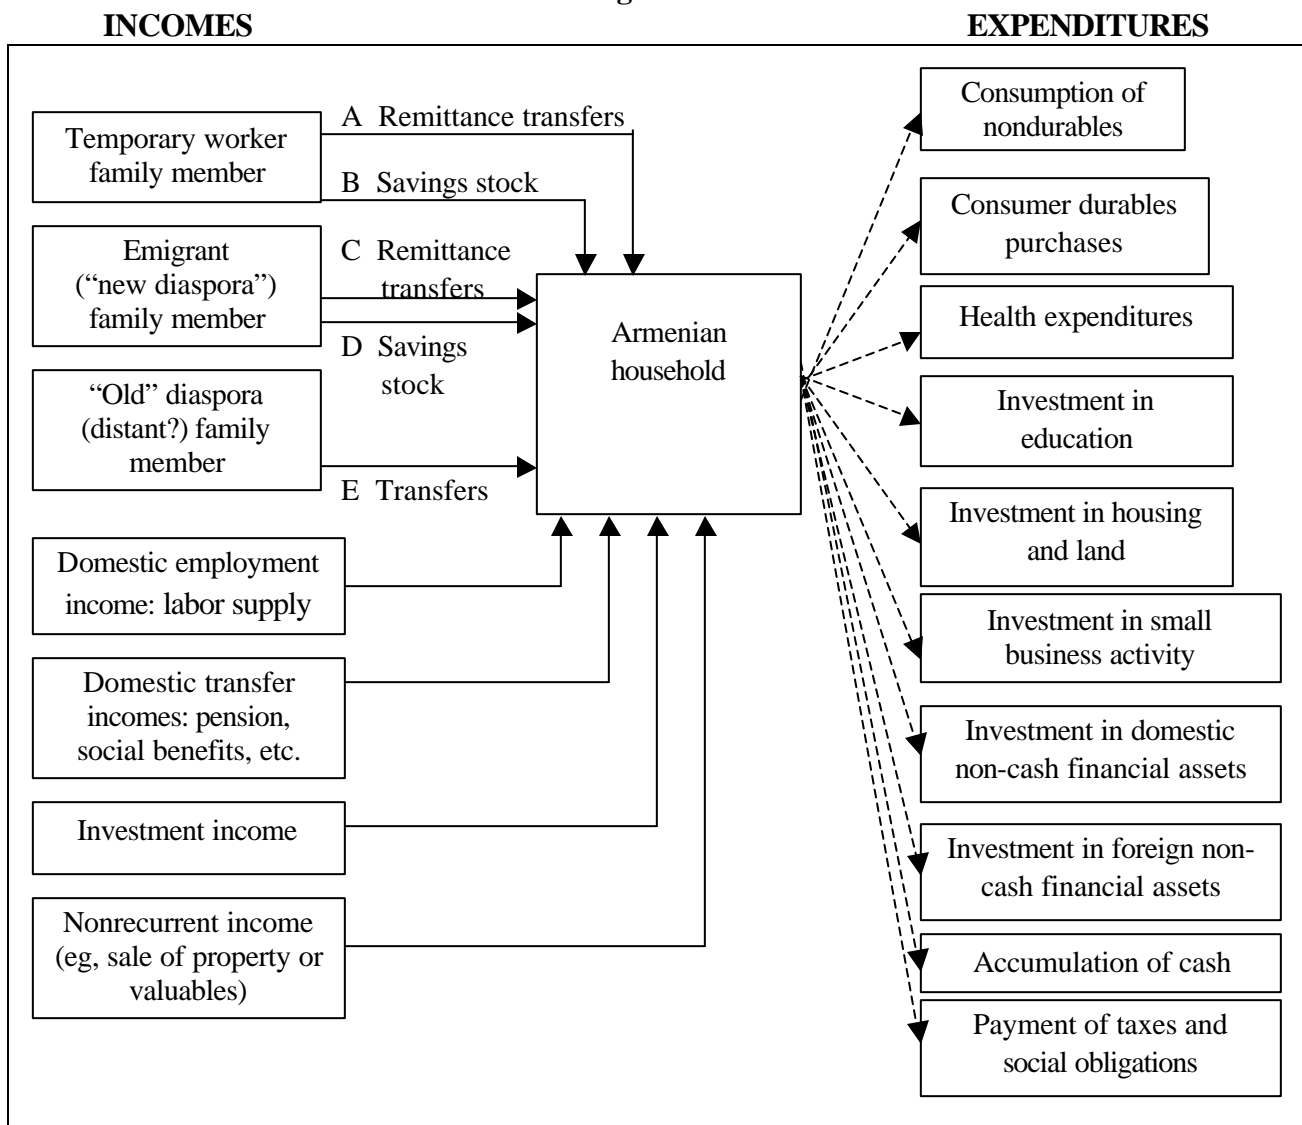 INCOMES
EXPENDITURES
Temporary worker
family member
A Remittance transfers
B Savings stock
Emigrant
(“new diaspora”)
family member
C Remittance
transfers
D Savings
stock
“Old” diaspora
(distant?) family
member
E Transfers
Domestic employment
income: labor supply
Domestic transfer
incomes: pension,
social benefits, etc.
Investment income
Nonrecurrent income
(eg, sale of property or
valuables)
Armenian
household
Consumption of
nondurables
Consumer durables
purchases
Health expenditures
Investment in
education
Investment in housing
and land
Investment in small
business activity
Investment in domestic
non-cash financial assets
Investment in foreign non-
cash financial assets
Accumulation of cash
Payment of taxes and
social obligations